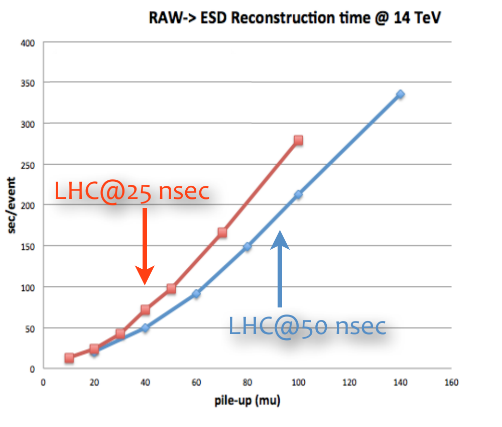 RAW-> ESD Reconstruction time @ 14 TeV
400
350
300
250
200
150
100
50
0
sec/event
LHC@25 nsec
LHC@50 nsec
0 20 40 60 80 100 120 140 160
pile-up (mu)